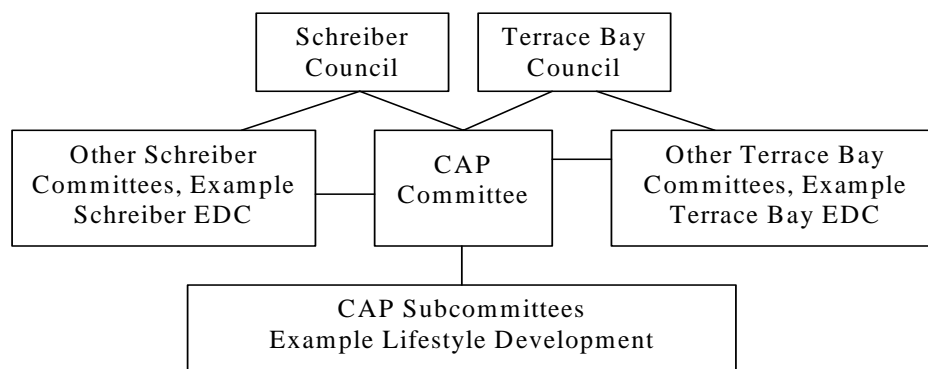 Schreiber
Council
Terrace Bay
Council
Other Schreiber
Committees, Example
Schreiber EDC
CAP
Committee
Other Terrace Bay
Committees, Example
Terrace Bay EDC
CAP Subcommittees
Example Lifestyle Development